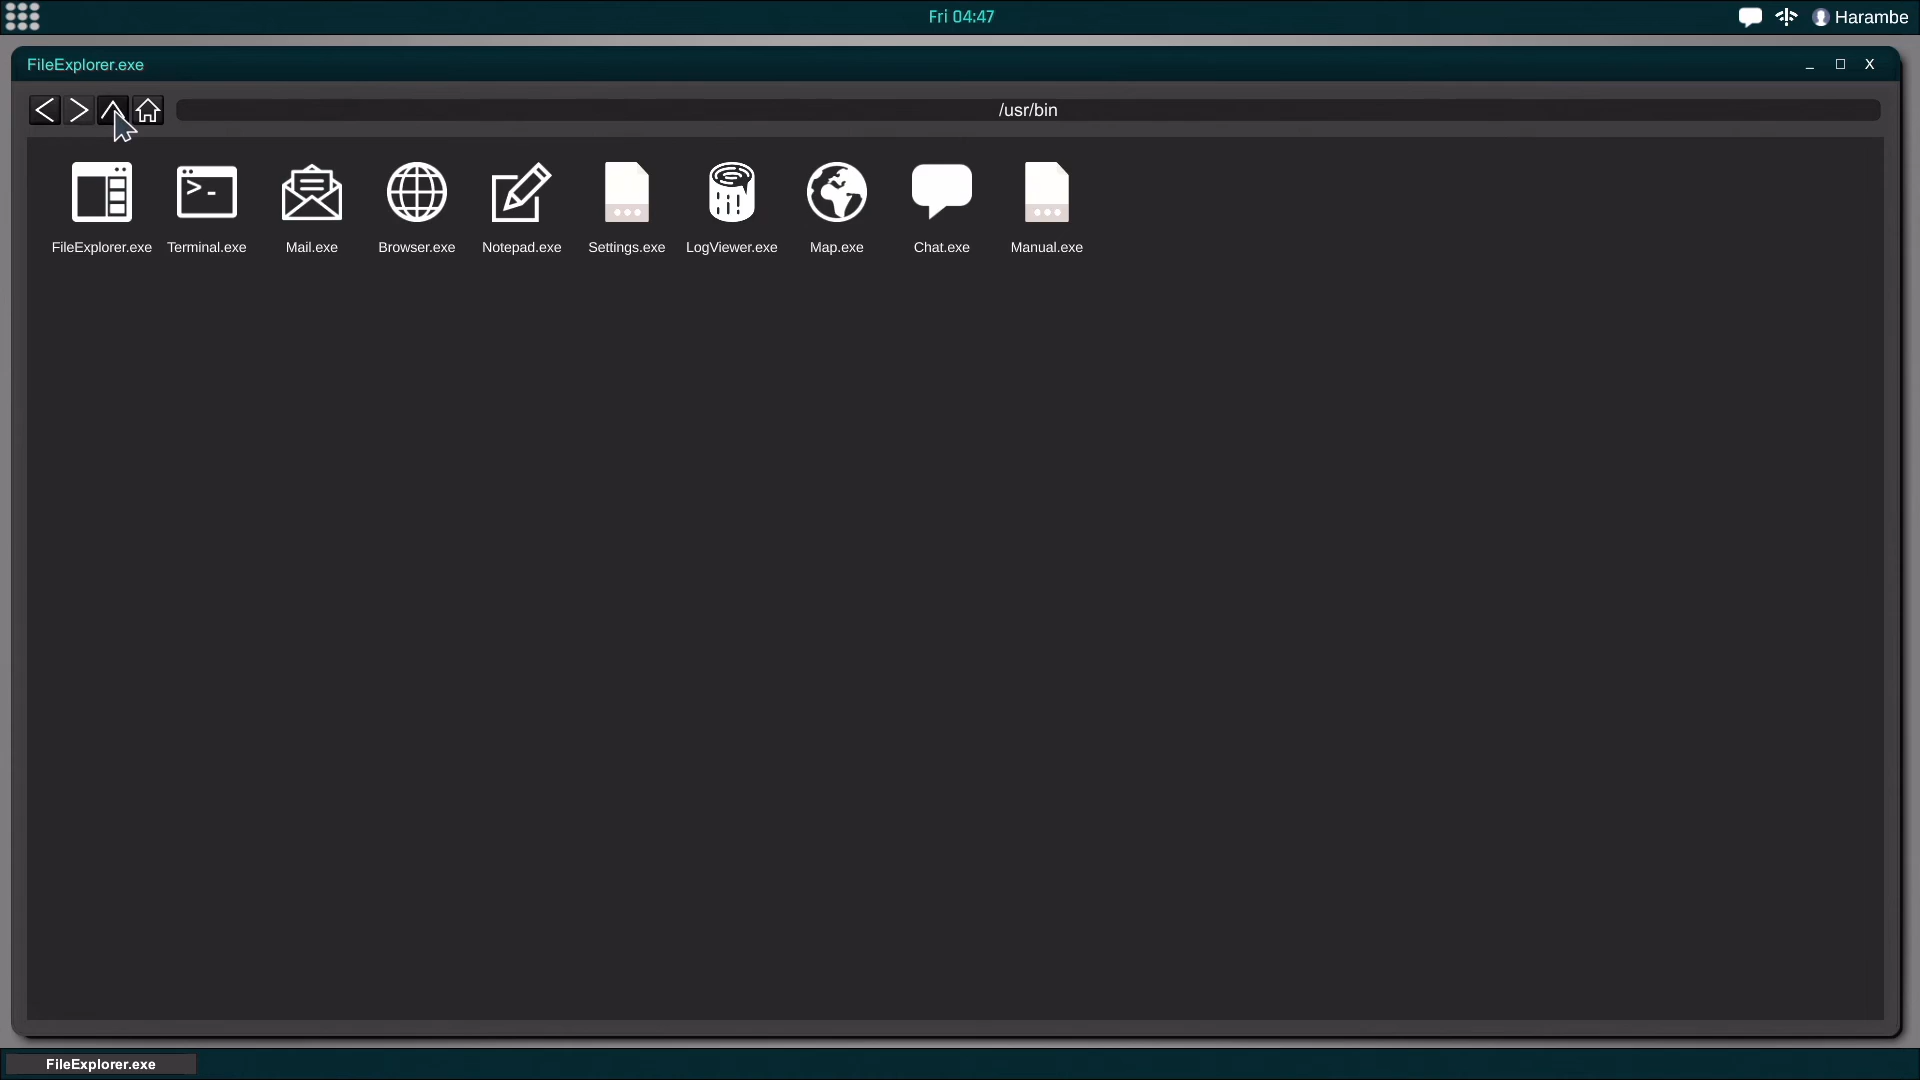 Fri 04:47
Harambe
FileExplorer.exe
_ □ X
/usr/bin
FileExplorer.exe Terminal.exe Mail.exe Browser.exe Notepad.exe Settings.exe LogViewer.exe Map.exe Chat.exe Manual.exe
FileExplorer.exe